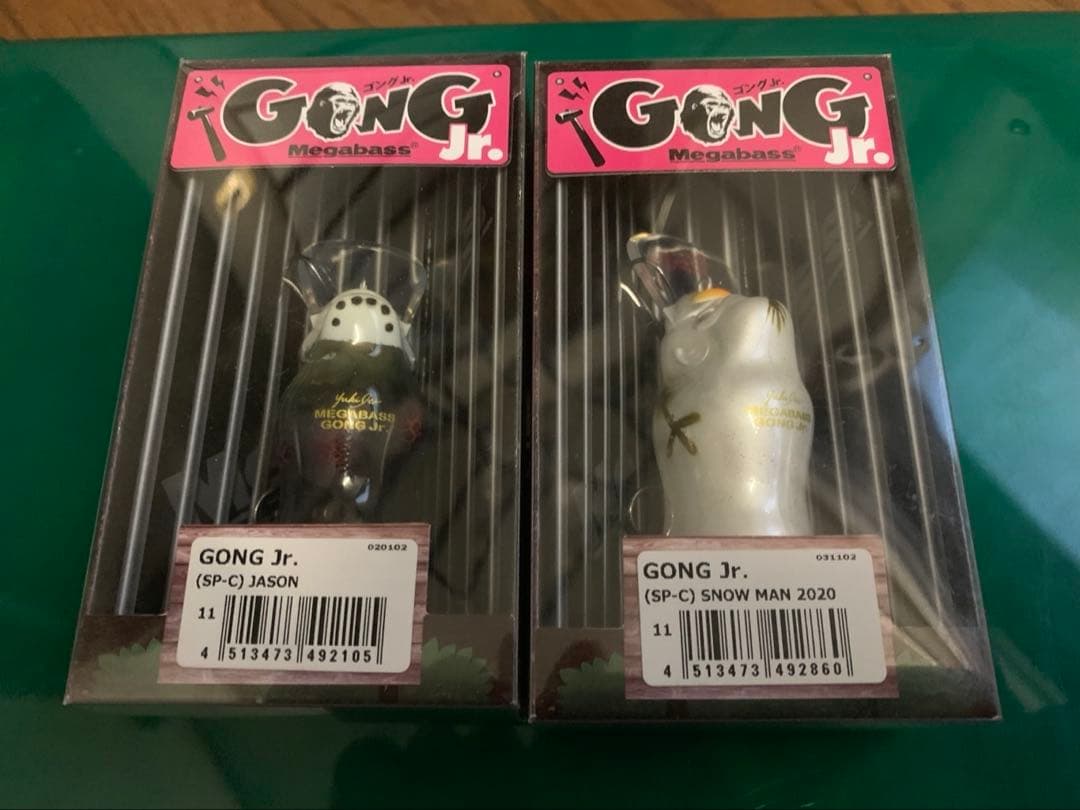 ゴングJr.
GONG
Jr.
Megabass®
Yuki Ito
MEGABASS
GONG Jr.
020102
GONG Jr.
(SP-C) JASON
11
4 513473 492105
ゴングJr.
GONG
Jr.
Megabass®
MEGABASS
GONG Jr.
031102
GONG Jr.
(SP-C) SNOW MAN 2020
11
4 513473 492860